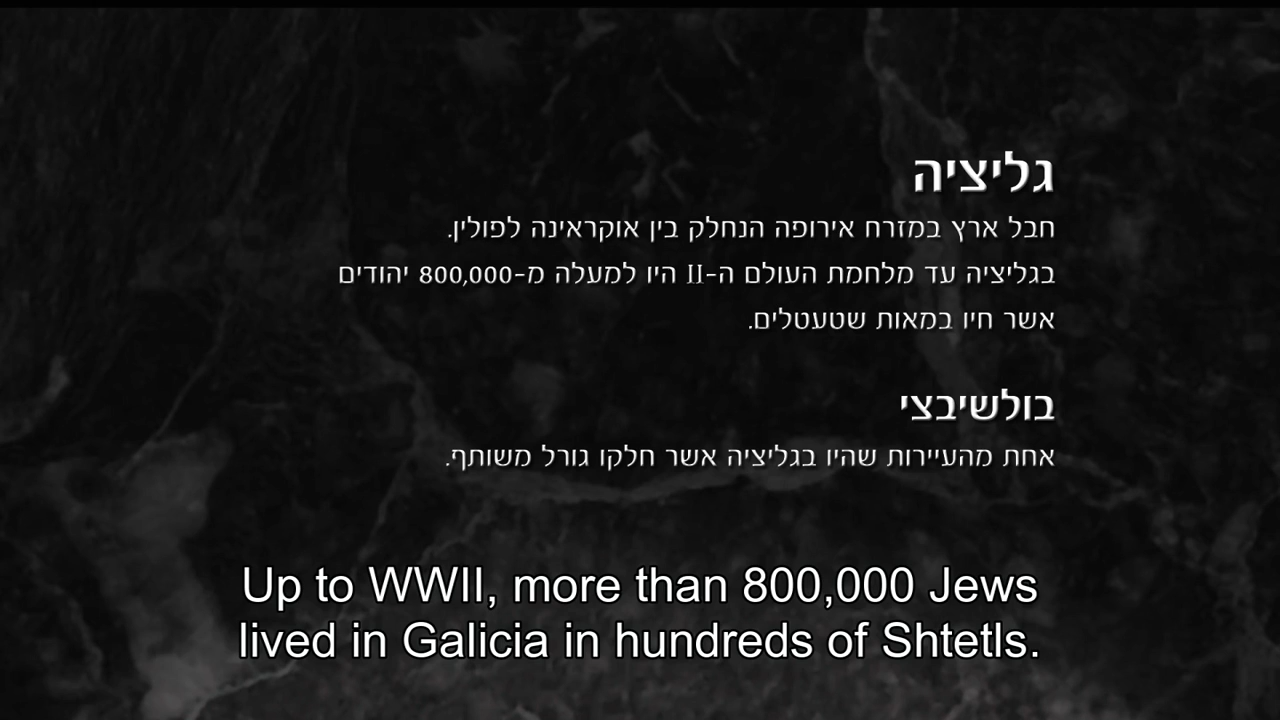 גליציה
חבל ארץ במזרח אירופה הנחלק בין אוקראינה לפולין.
בגליציה עד מלחמת העולם ה-II היו למעלה מ-800,000 יהודים
אשר חיו במאות שטעטלים.
בולשיבצי
אחת מהעיירות שהיו בגליציה אשר חלקו גורל משותף.
Up to WWII, more than 800,000 Jews
lived in Galicia in hundreds of Shtetls.